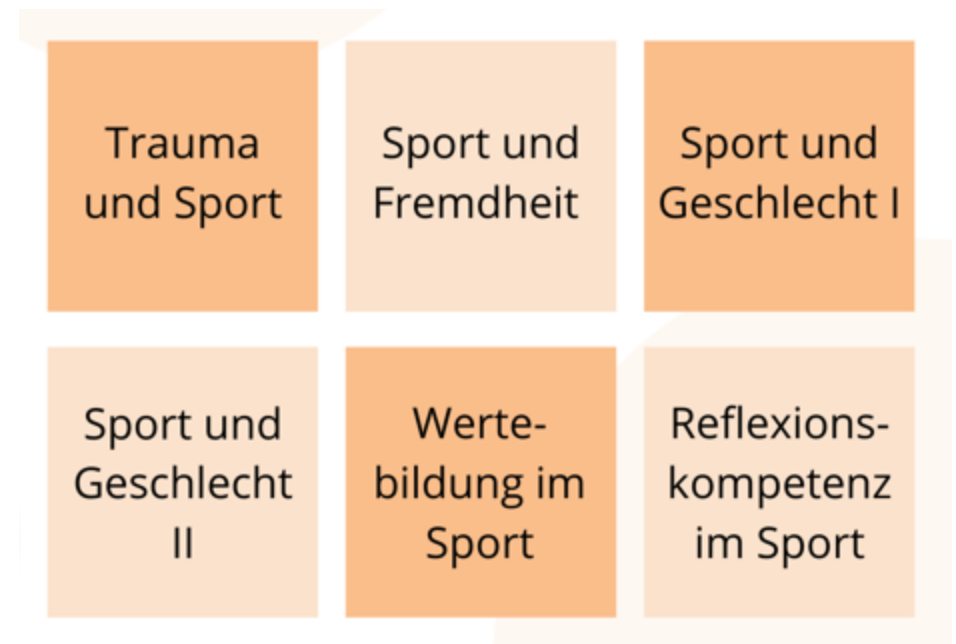 Trauma
und Sport
Sport und
Fremdheit
Sport und
Geschlecht I
Sport und
Geschlecht
II
Werte-
bildung im
Sport
Reflexions-
kompetenz
im Sport